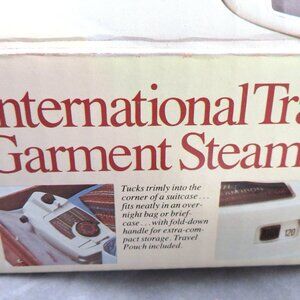 International Tra
Garment Steam
Tucks trimly into the
corner of a suitcase...
fits neatly in an over-
night bag or brief-
case...with fold-down
handle for extra-com-
pact storage. Travel
Pouch included.
120